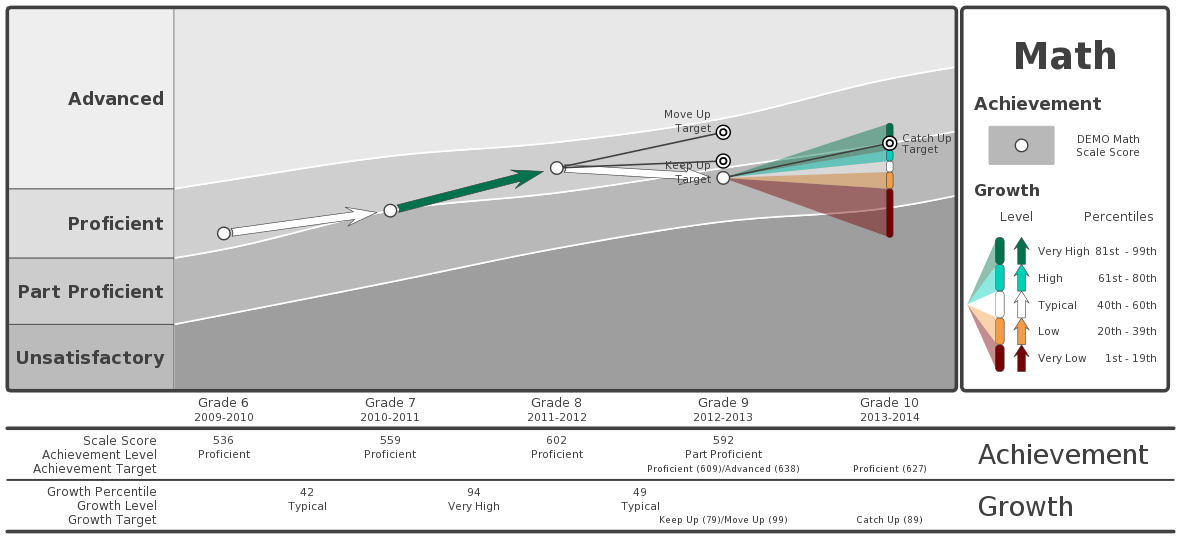 Advanced
Proficient
Part Proficient
Unsatisfactory
Move Up
Target
Keep Up
Target
Catch Up
Target
Math
Achievement
DEMO Math
Scale Score
Growth
Level Percentiles
Very High 81st - 99th
High 61st - 80th
Typical 40th - 60th
Low 20th - 39th
Very Low 1st - 19th
Grade 6 Grade 7 Grade 8 Grade 9 Grade 10
2009-2010 2010-2011 2011-2012 2012-2013 2013-2014
Scale Score 536 559 602 592
Achievement Level Proficient Proficient Proficient Part Proficient
Achievement Target Proficient (609)/Advanced (638) Proficient (627)
Achievement
Growth Percentile 42 94 49
Growth Level Typical Very High Typical
Growth Target Keep Up (79)/Move Up (99) Catch Up (89)
Growth